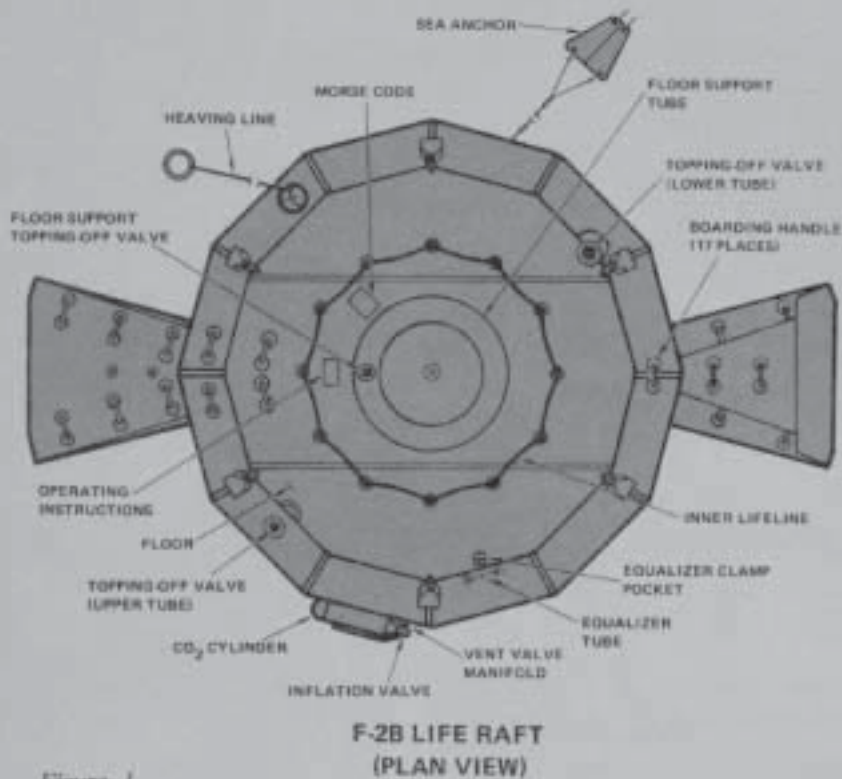 SEA ANCHOR
MORSE CODE
FLOOR SUPPORT
TUBE
HEAVING LINE
TOPPING-OFF VALVE
(LOWER TUBE)
FLOOR SUPPORT
TOPPING-OFF VALVE
BOARDING HANDLE
(17 PLACES)
OPERATING
INSTRUCTIONS
INNER LIFELINE
FLOOR
TOPPING-OFF VALVE
(UPPER TUBE)
EQUALIZER CLAMP
POCKET
EQUALIZER
TUBE
CO₂ CYLINDER
VENT VALVE
MANIFOLD
INFLATION VALVE
F-2B LIFE RAFT
(PLAN VIEW)